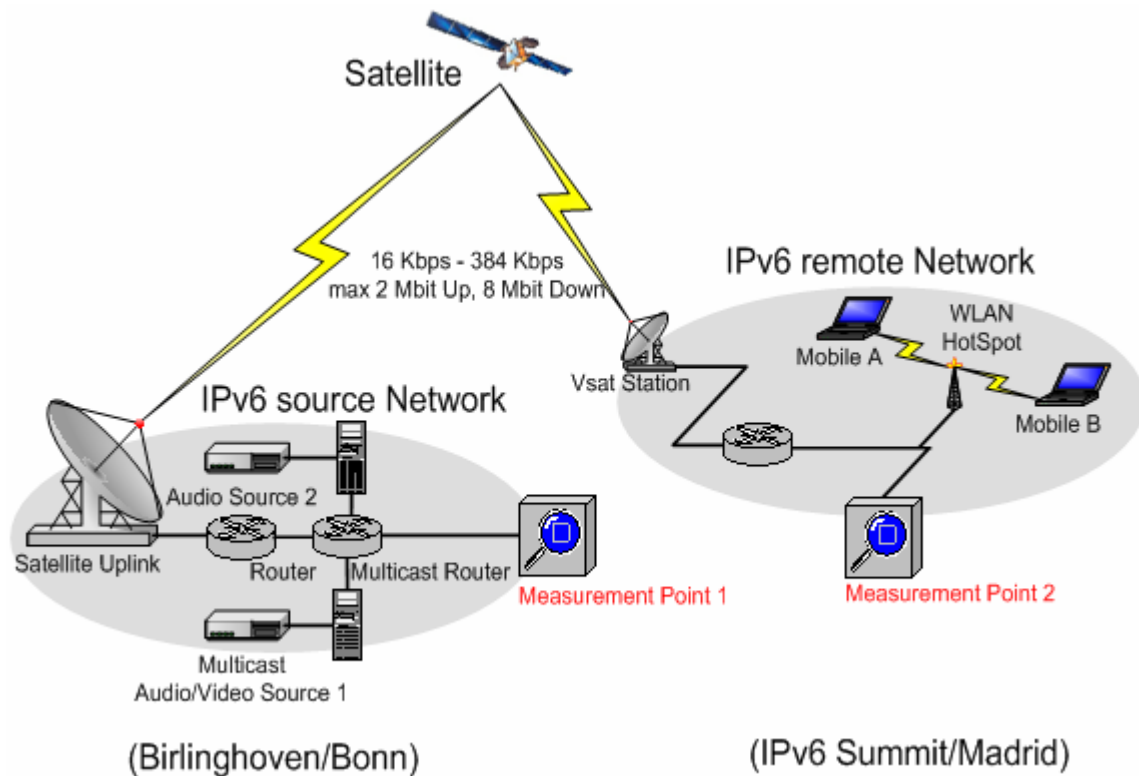 Satellite
16 Kbps - 384 Kbps
max 2 Mbit Up, 8 Mbit Down
IPv6 remote Network
WLAN
HotSpot
Mobile A
Vsat Station
Mobile B
IPv6 source Network
Audio Source 2
Satellite Uplink
Router
Multicast Router
Measurement Point 1
Measurement Point 2
Multicast
Audio/Video Source 1
(Birlinghoven/Bonn)
(IPv6 Summit/Madrid)